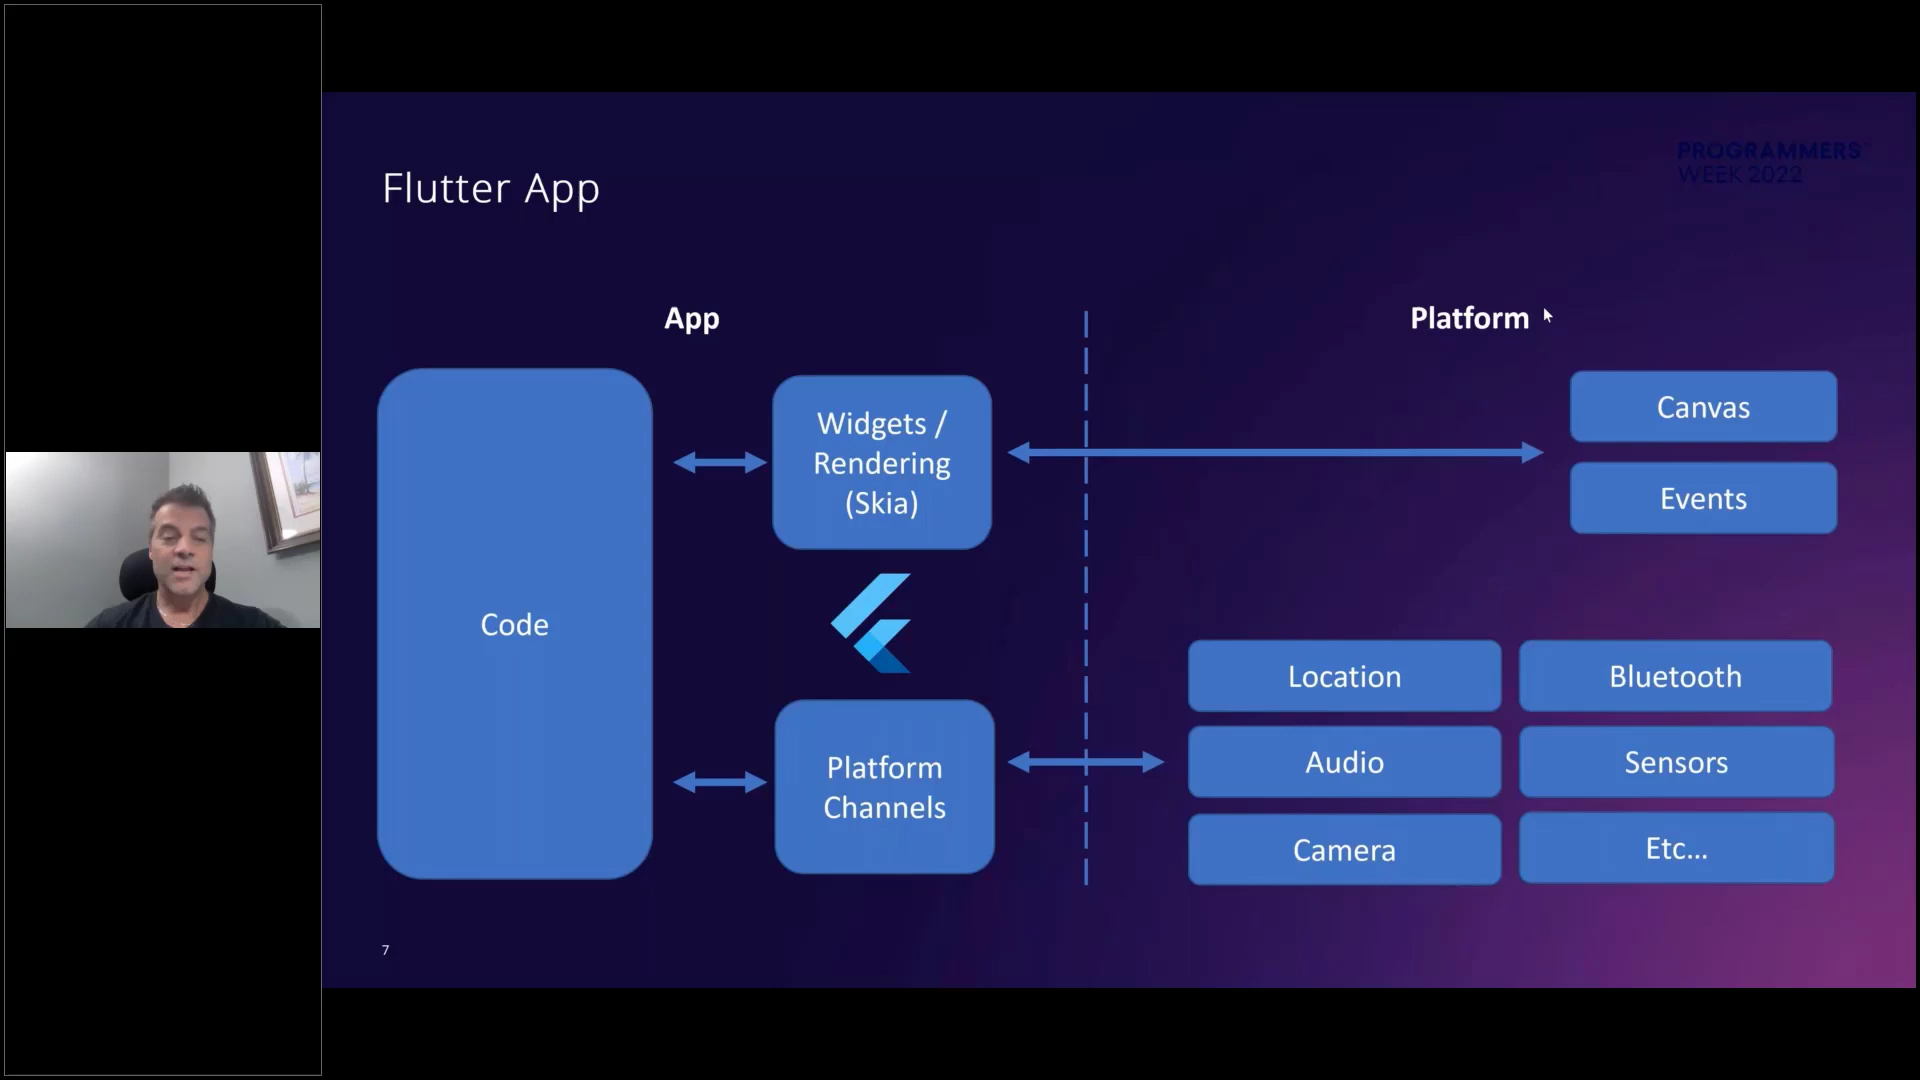 PROGRAMMERS
WEEK 2022
Flutter App
App
Platform
Code
Widgets /
Rendering
(Skia)
Platform
Channels
Canvas
Events
Location
Bluetooth
Audio
Sensors
Camera
Etc...
7